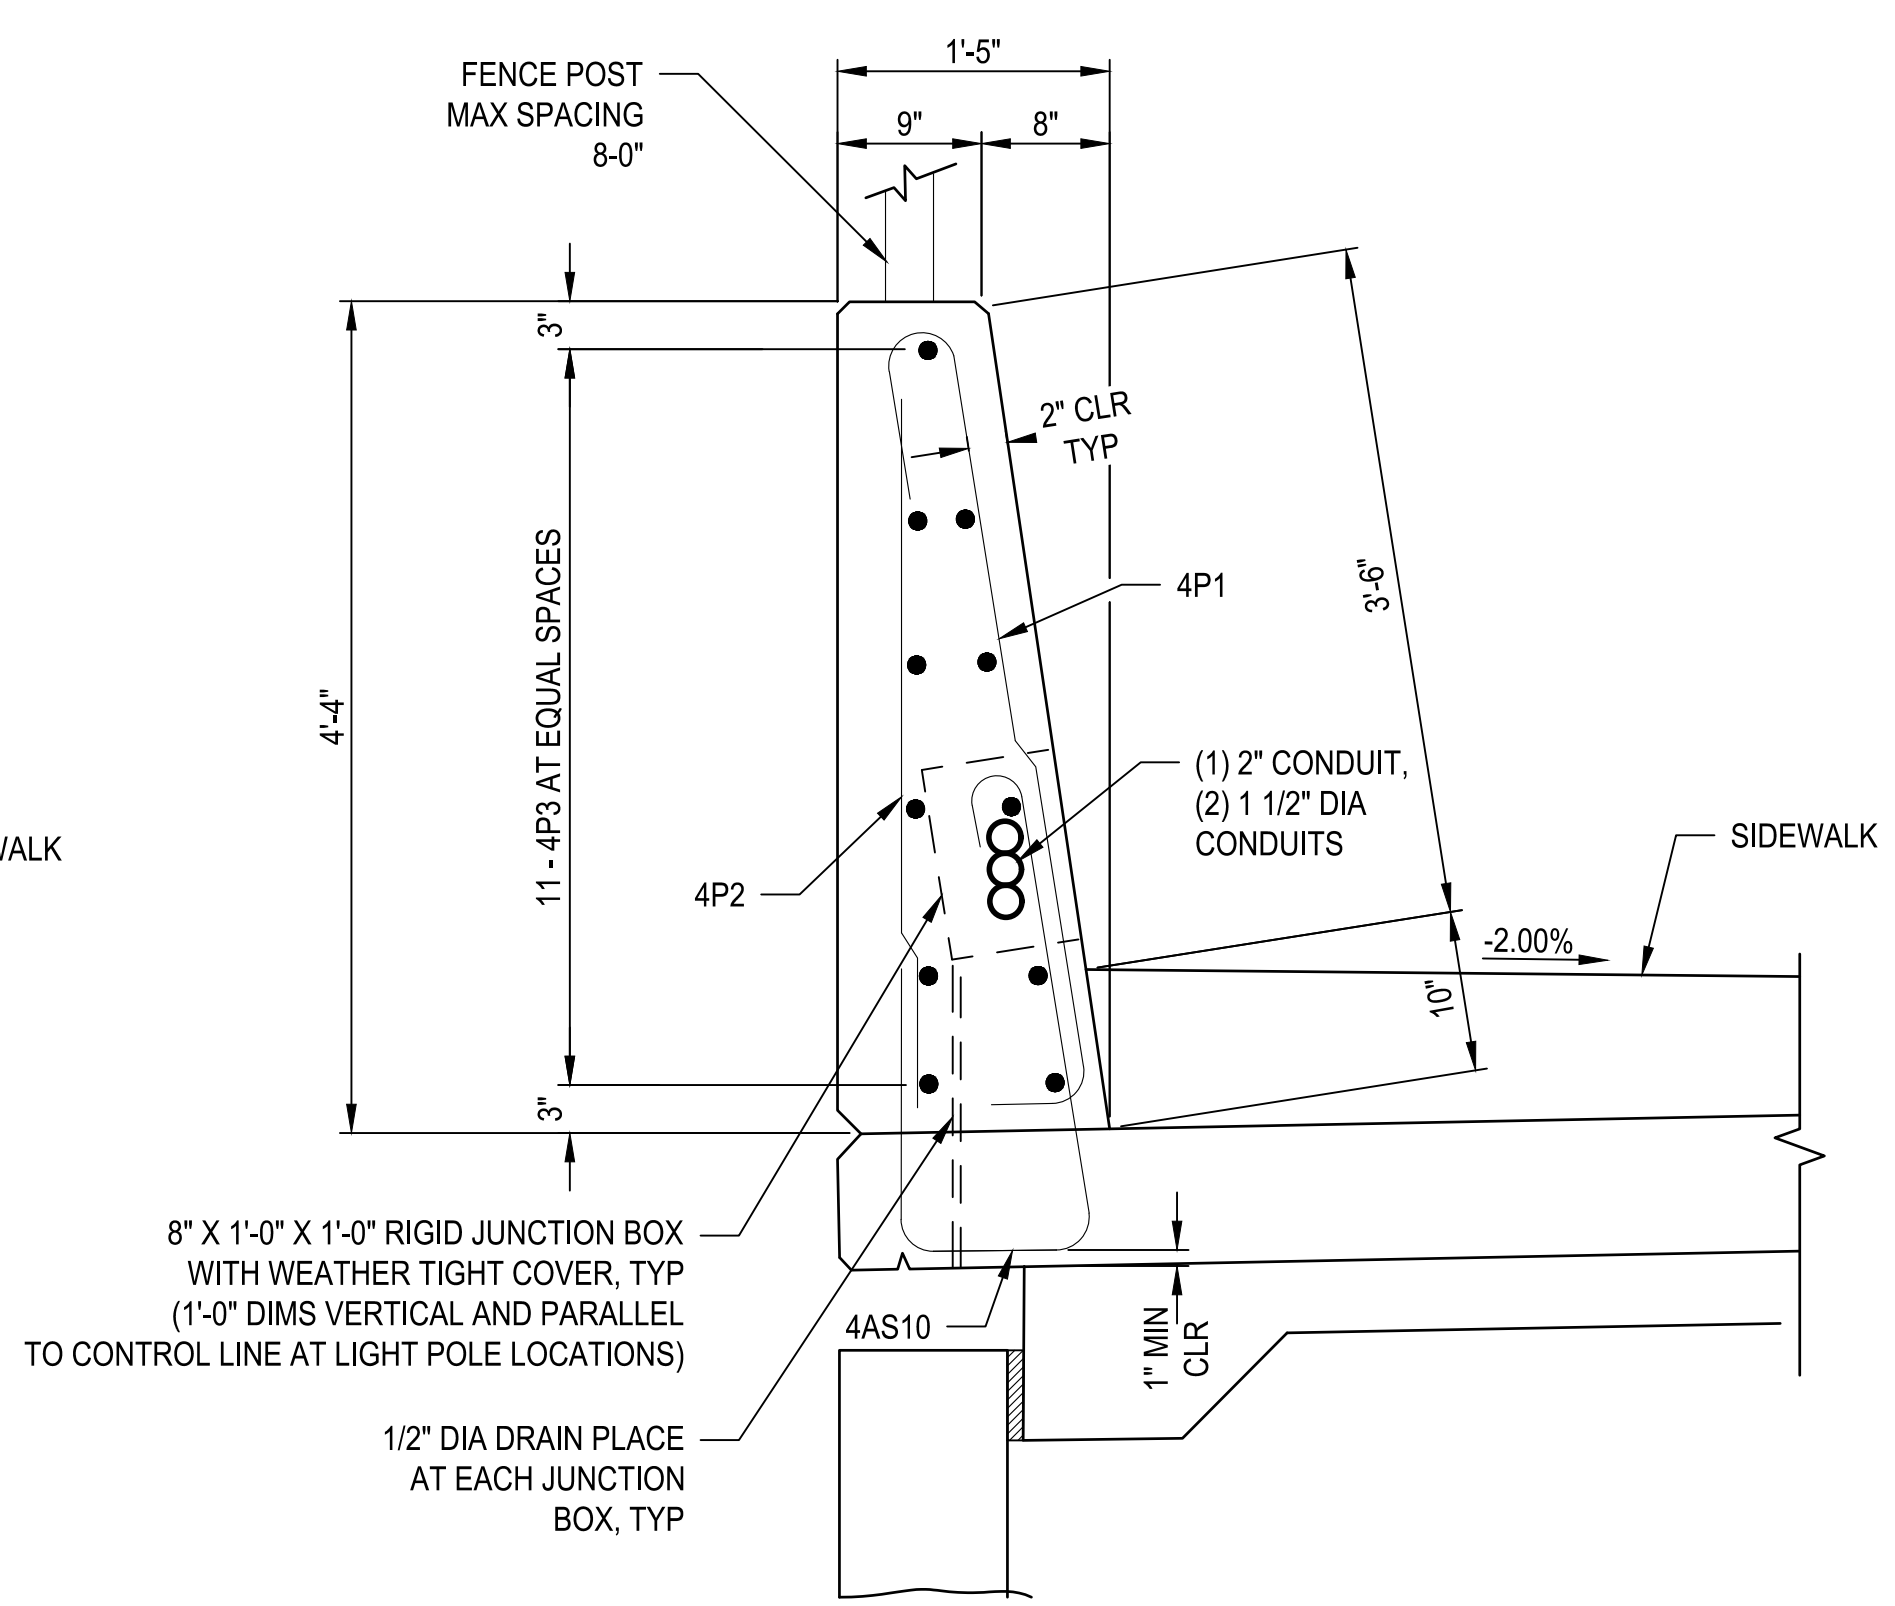 1'-5"
FENCE POST
MAX SPACING
8-0"
9"
8"
3"
2" CLR
TYP
11 - 4P3 AT EQUAL SPACES
4P1
3'-6"
4'-4"
(1) 2" CONDUIT,
(2) 1 1/2" DIA
CONDUITS
SIDEWALK
WALK
4P2
-2.00%
10"
3"
8" X 1'-0" X 1'-0" RIGID JUNCTION BOX
WITH WEATHER TIGHT COVER, TYP
(1'-0" DIMS VERTICAL AND PARALLEL
TO CONTROL LINE AT LIGHT POLE LOCATIONS)
4AS10
1" MIN
CLR
1/2" DIA DRAIN PLACE
AT EACH JUNCTION
BOX, TYP